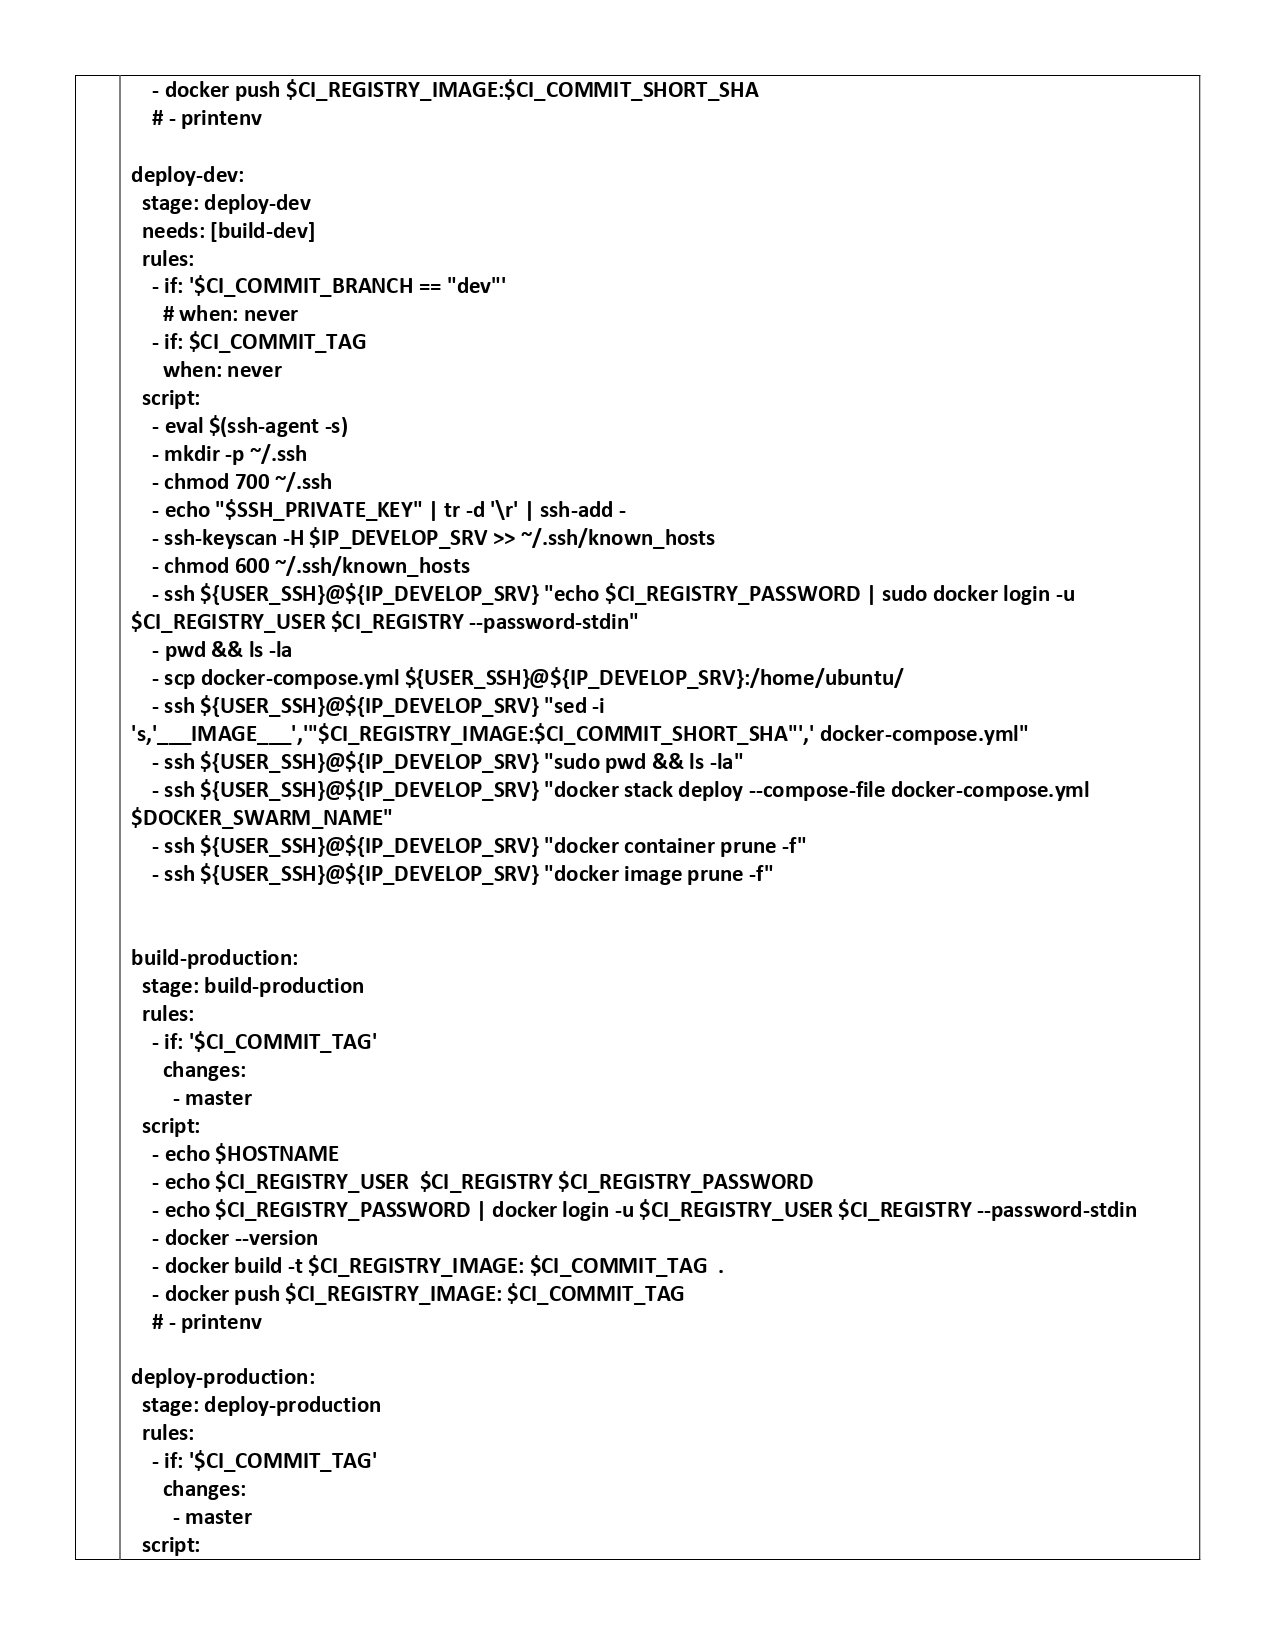 - docker push $CI_REGISTRY_IMAGE:$CI_COMMIT_SHORT_SHA
# - printenv
deploy-dev:
stage: deploy-dev
needs: [build-dev]
rules:
- if: '$CI_COMMIT_BRANCH == "dev"'
# when: never
- if: $CI_COMMIT_TAG
when: never
script:
- eval $(ssh-agent -s)
- mkdir -p ~/.ssh
- chmod 700 ~/.ssh
- echo "$SSH_PRIVATE_KEY" | tr -d '\r' | ssh-add -
- ssh-keyscan -H $IP_DEVELOP_SRV >> ~/.ssh/known_hosts
- chmod 600 ~/.ssh/known_hosts
- ssh ${USER_SSH}@${IP_DEVELOP_SRV} "echo $CI_REGISTRY_PASSWORD | sudo docker login -u
$CI_REGISTRY_USER $CI_REGISTRY --password-stdin"
- pwd && ls -la
- scp docker-compose.yml ${USER_SSH}@${IP_DEVELOP_SRV}:/home/ubuntu/
- ssh ${USER_SSH}@${IP_DEVELOP_SRV} "sed -i
's,'___IMAGE___','"$CI_REGISTRY_IMAGE:$CI_COMMIT_SHORT_SHA"',' docker-compose.yml"
- ssh ${USER_SSH}@${IP_DEVELOP_SRV} "sudo pwd && ls -la"
- ssh ${USER_SSH}@${IP_DEVELOP_SRV} "docker stack deploy --compose-file docker-compose.yml
$DOCKER_SWARM_NAME"
- ssh ${USER_SSH}@${IP_DEVELOP_SRV} "docker container prune -f"
- ssh ${USER_SSH}@${IP_DEVELOP_SRV} "docker image prune -f"
build-production:
stage: build-production
rules:
- if: '$CI_COMMIT_TAG'
changes:
- master
script:
- echo $HOSTNAME
- echo $CI_REGISTRY_USER  $CI_REGISTRY $CI_REGISTRY_PASSWORD
- echo $CI_REGISTRY_PASSWORD | docker login -u $CI_REGISTRY_USER $CI_REGISTRY --password-stdin
- docker --version
- docker build -t $CI_REGISTRY_IMAGE: $CI_COMMIT_TAG  .
- docker push $CI_REGISTRY_IMAGE: $CI_COMMIT_TAG
# - printenv
deploy-production:
stage: deploy-production
rules:
- if: '$CI_COMMIT_TAG'
changes:
- master
script: